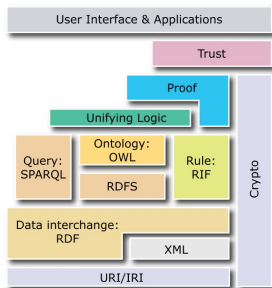 User Interface & Applications
Trust
Proof
Unifying Logic
Ontology:
OWL
Query:
SPARQL
Rule:
RIF
RDFS
Crypto
Data interchange:
RDF
XML
URI/IRI